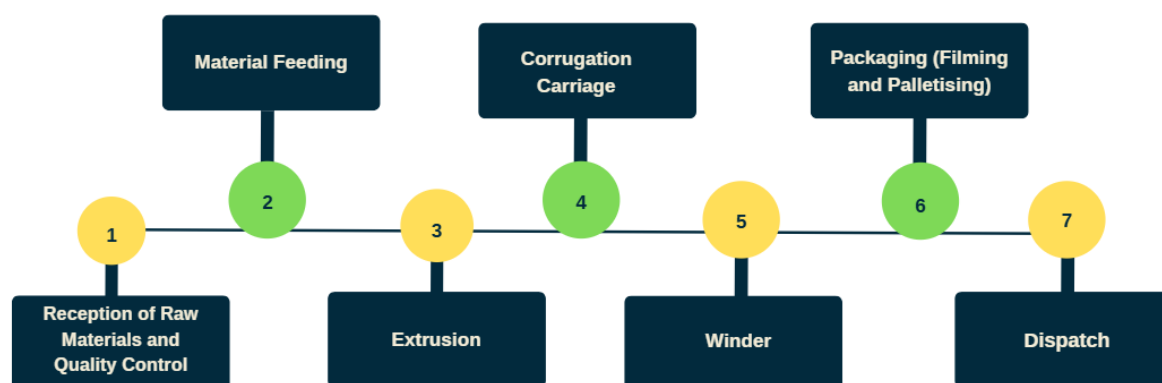 1
Reception of Raw
Materials and
Quality Control
2
Material Feeding
3
Extrusion
4
Corrugation
Carriage
5
Winder
6
Packaging (Filming
and Palletising)
7
Dispatch